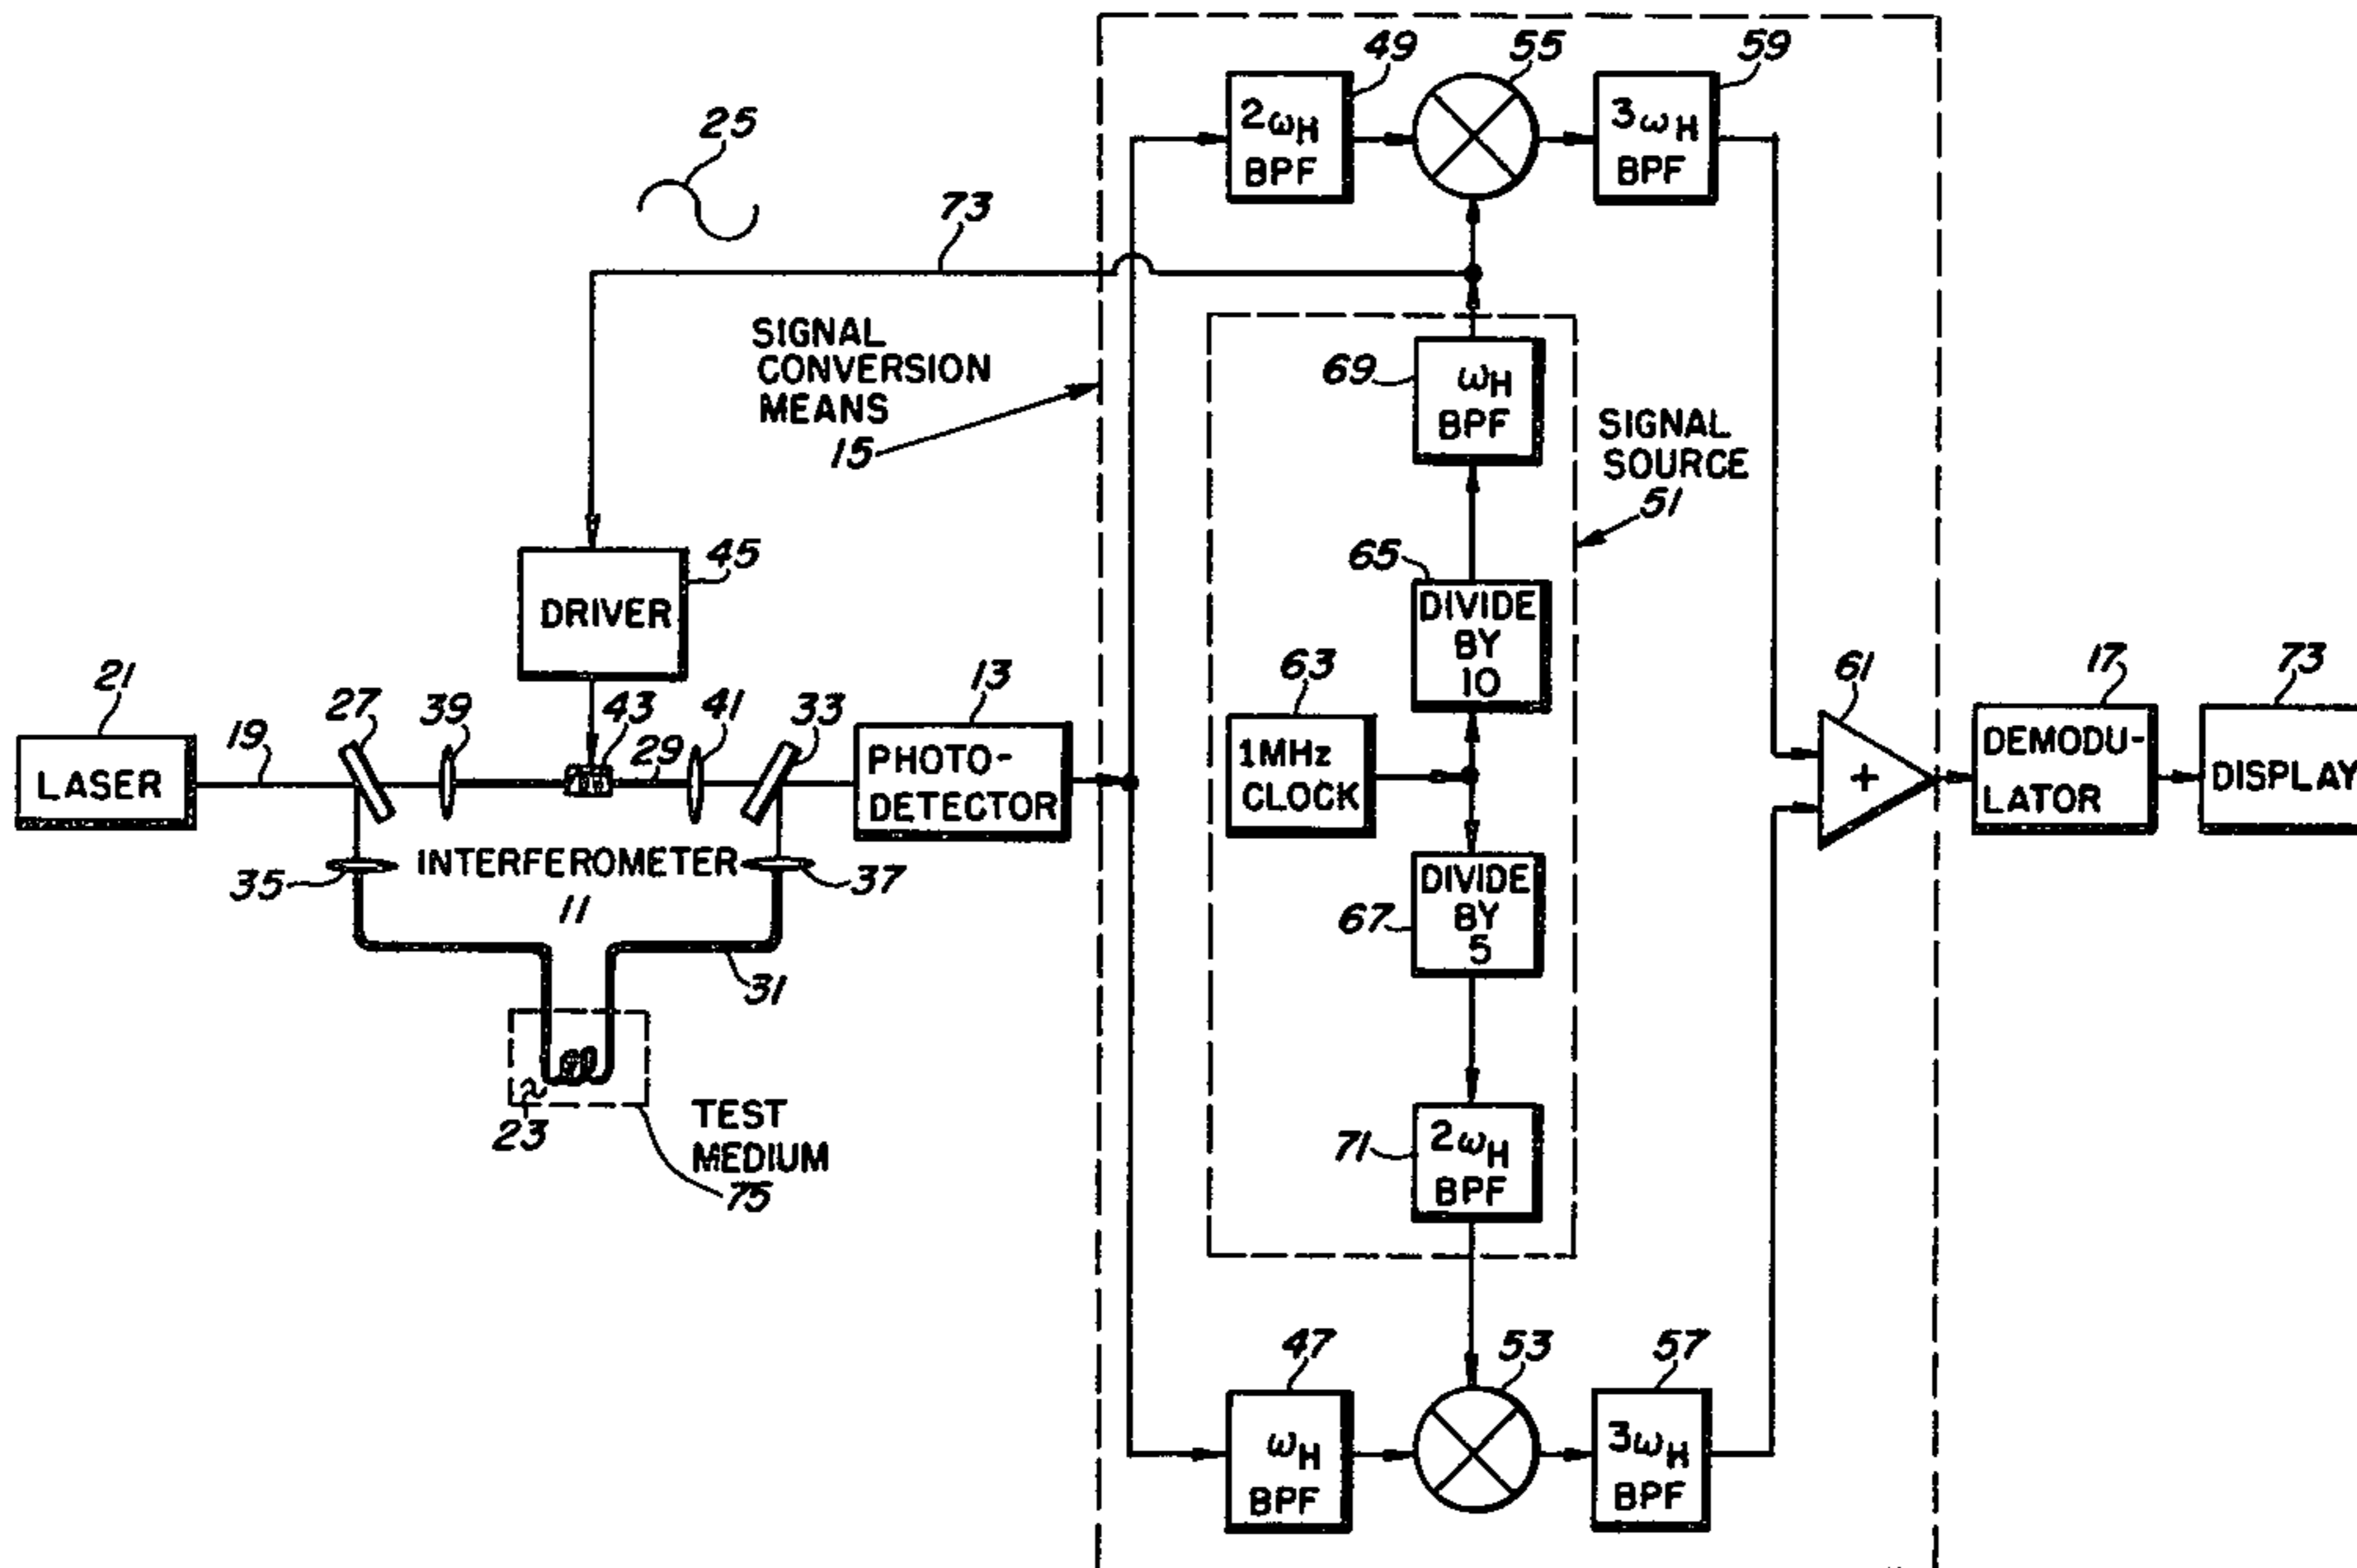 49
55
59
25
2ωH
BPF
3ωH
BPF
73
SIGNAL
CONVERSION
MEANS
15
69
ωH
BPF
SIGNAL
SOURCE
51
45
DRIVER
65
DIVIDE
BY
10
21
LASER
19
27
39
43
29
41
33
13
PHOTO-
DETECTOR
63
1MHz
CLOCK
61
+
17
DEMODU-
LATOR
73
DISPLAY
35
INTERFEROMETER
11
37
67
DIVIDE
BY
5
31
23
TEST
MEDIUM
75
71
2ωH
BPF
47
53
57
ωH
BPF
3ωH
BPF